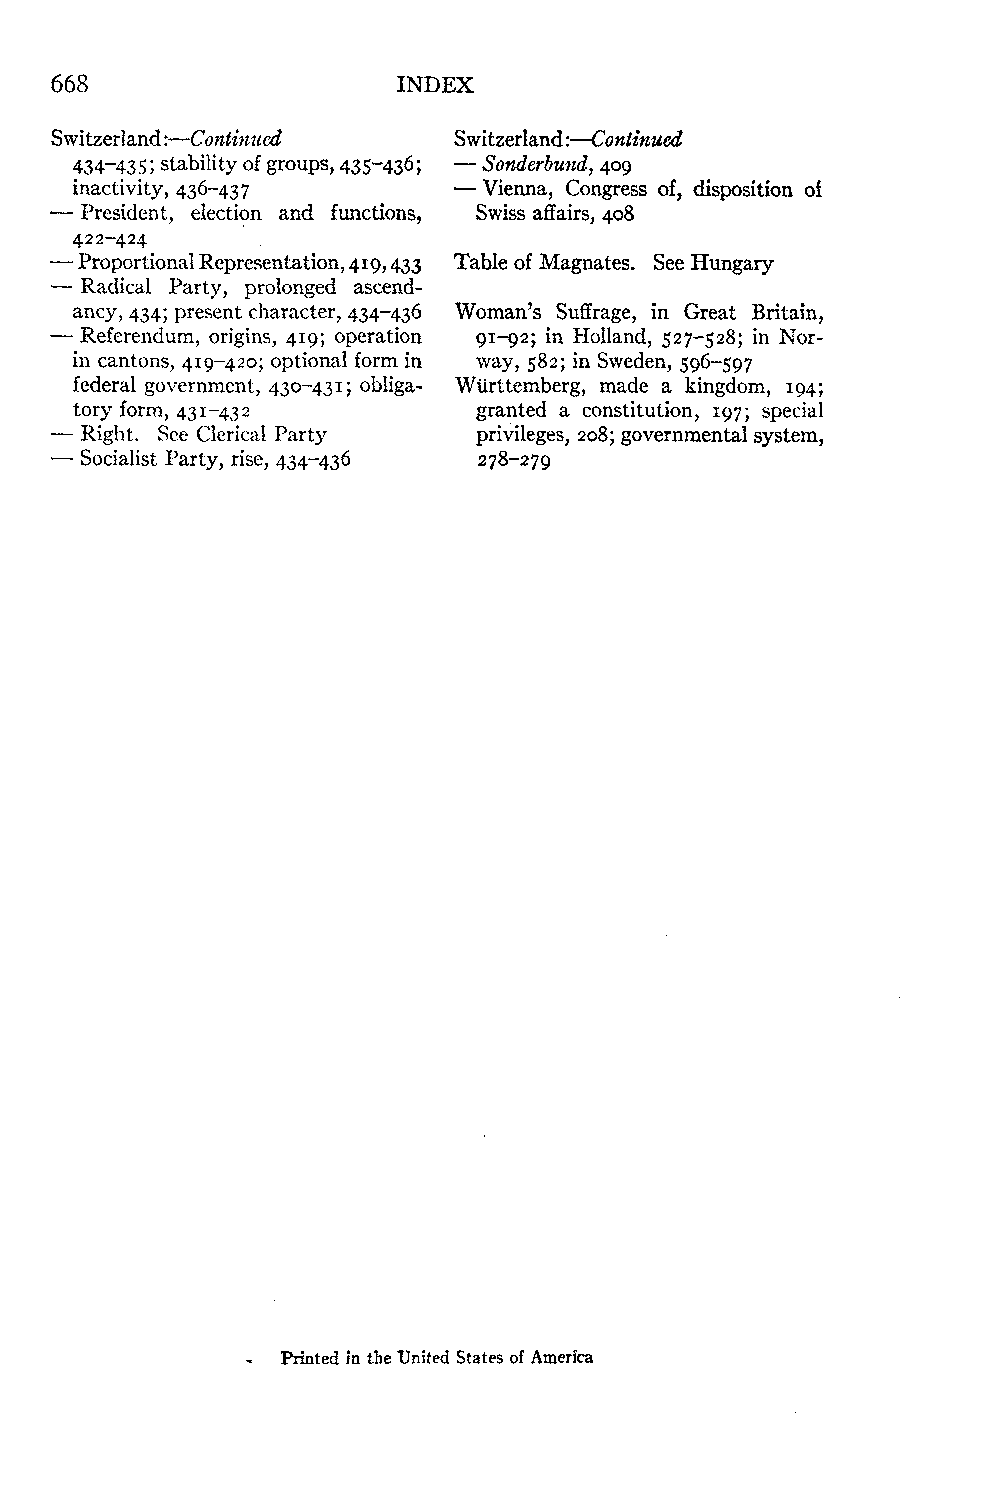 668
INDEX
Switzerland:—Continued
434–435; stability of groups, 435–436;
inactivity, 436–437
— President, election and functions,
422–424
— Proportional Representation, 419, 433
— Radical Party, prolonged ascend-
ancy, 434; present character, 434–436
— Referendum, origins, 419; operation
in cantons, 419–420; optional form in
federal government, 430–431; obliga-
tory form, 431–432
— Right. See Clerical Party
— Socialist Party, rise, 434–436
Switzerland:—Continued
— Sonderbund, 409
— Vienna, Congress of, disposition of
Swiss affairs, 408
Table of Magnates. See Hungary
Woman's Suffrage, in Great Britain,
91–92; in Holland, 527–528; in Nor-
way, 582; in Sweden, 596–597
Württemberg, made a kingdom, 194;
granted a constitution, 197; special
privileges, 208; governmental system,
278–279
Printed in the United States of America